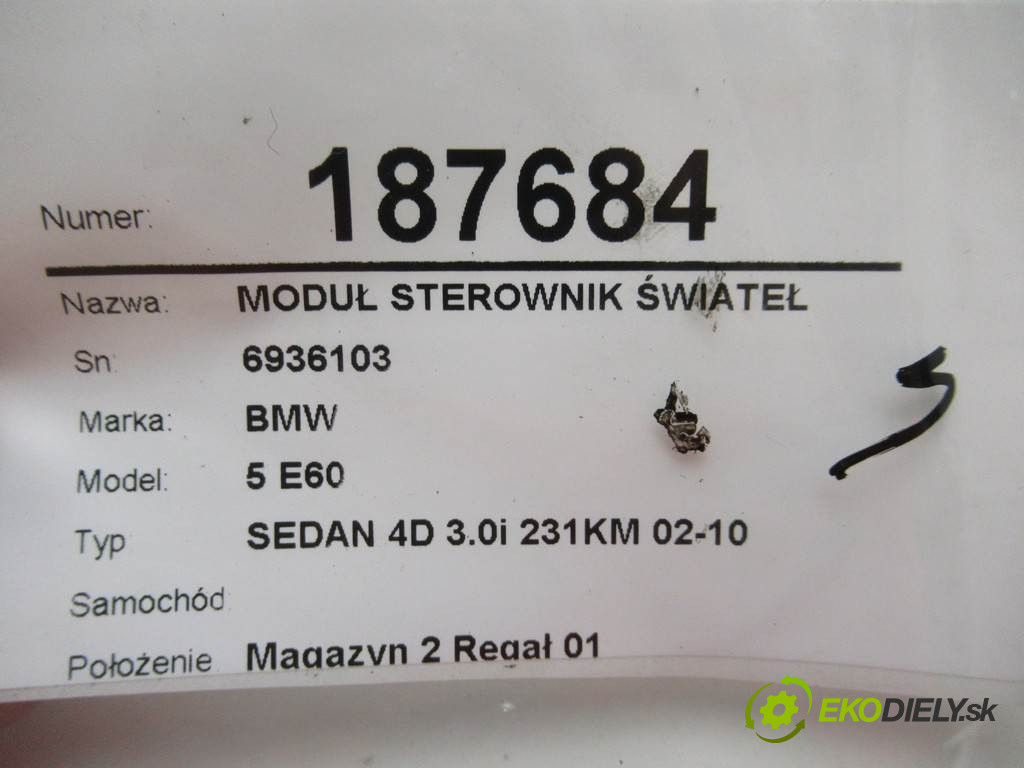 Numer: 187684
Nazwa: MODUŁ STEROWNIK ŚWIATEŁ
Sn: 6936103
Marka: BMW
Model: 5 E60
Typ SEDAN 4D 3.0i 231KM 02-10
Samochód
Położenie Magazyn 2 Regał 01
EKODIELY.sk